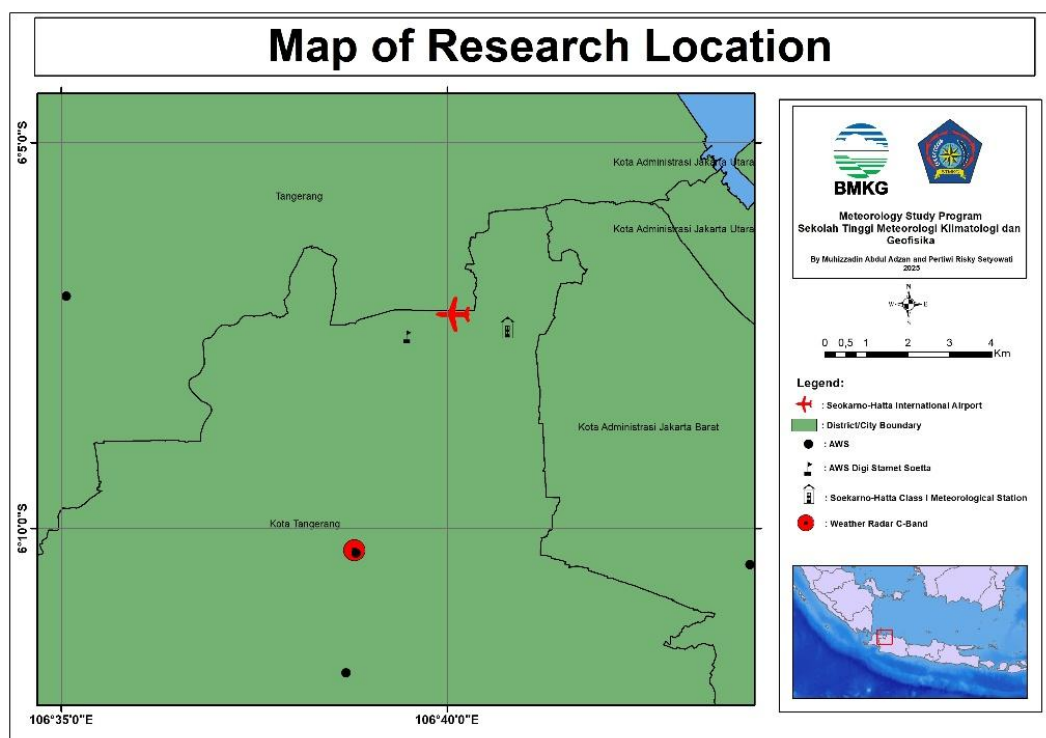 Map of Research Location
106°35'0"E
106°40'0"E
6°5'0"S
6°10'0"S
Kota Administrasi Jakarta Utara
Tangerang
Kota Administrasi Jakarta Utara
Kota Administrasi Jakarta Barat
Kota Tangerang
BMKG
STMKG
Meteorology Study Program
Sekolah Tinggi Meteorologi Klimatologi dan
Geofisika
By Muhizzadin Abdul Adzan and Pertiwi Risky Setyowati
2025
N
W
E
S
0 0,5 1 2 3 4
Km
Legend:
: Seokarno-Hatta International Airport
: District/City Boundary
: AWS
: AWS Digi Stamet Soetta
: Soekarno-Hatta Class I Meteorological Station
: Weather Radar C-Band